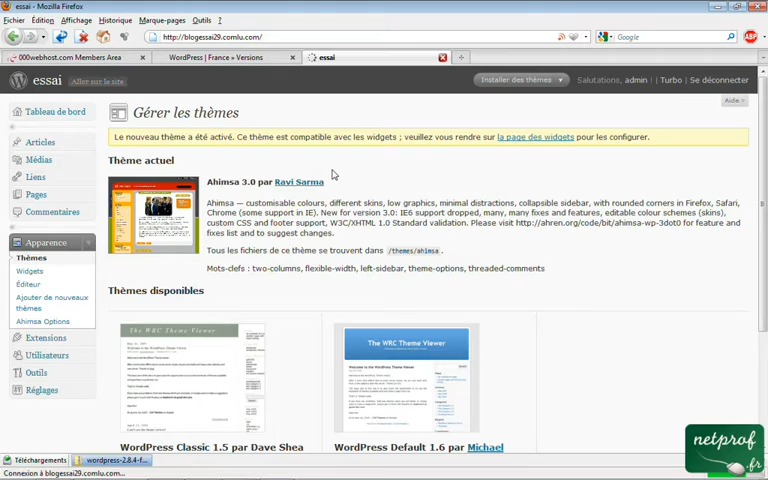 essai - Mozilla Firefox
Fichier Édition Affichage Historique Marque-pages Outils ?
http://blogessai29.comlu.com/
Google
ABP
000webhost.com Members Area
WordPress | France » Versions
essai
essai
Aller sur le site
Installer des thèmes
Salutations, admin | Turbo | Se déconnecter
Aide
Tableau de bord
Articles
Médias
Liens
Pages
Commentaires
Apparence
Thèmes
Widgets
Éditeur
Ajouter de nouveaux
thèmes
Ahimsa Options
Extensions
Utilisateurs
Outils
Réglages
Gérer les thèmes
Le nouveau thème a été activé. Ce thème est compatible avec les widgets ; veuillez vous rendre sur la page des widgets pour les configurer.
Thème actuel
Ahimsa 3.0 par Ravi Sarma
Ahimsa — customisable colours, different skins, low graphics, minimal distractions, collapsible sidebar, with rounded corners in Firefox, Safari,
Chrome (some support in IE). New for version 3.0: IE6 support dropped, many, many fixes and features, editable colour schemes (skins),
custom CSS and footer support, W3C/XHTML 1.0 Standard validation. Please visit http://ahren.org/code/bit/ahimsa-wp-3dot0 for feature and
fixes list and to suggest changes.
Tous les fichiers de ce thème se trouvent dans /themes/ahimsa .
Mots-clefs : two-columns, flexible-width, left-sidebar, theme-options, threaded-comments
Thèmes disponibles
The WRC Theme Viewer
The WRC Theme Viewer
WordPress Classic 1.5 par Dave Shea
WordPress Default 1.6 par Michael
netprof
.fr
Téléchargements
wordpress-2.8.4-f...
Connexion à blogessai29.comlu.com...